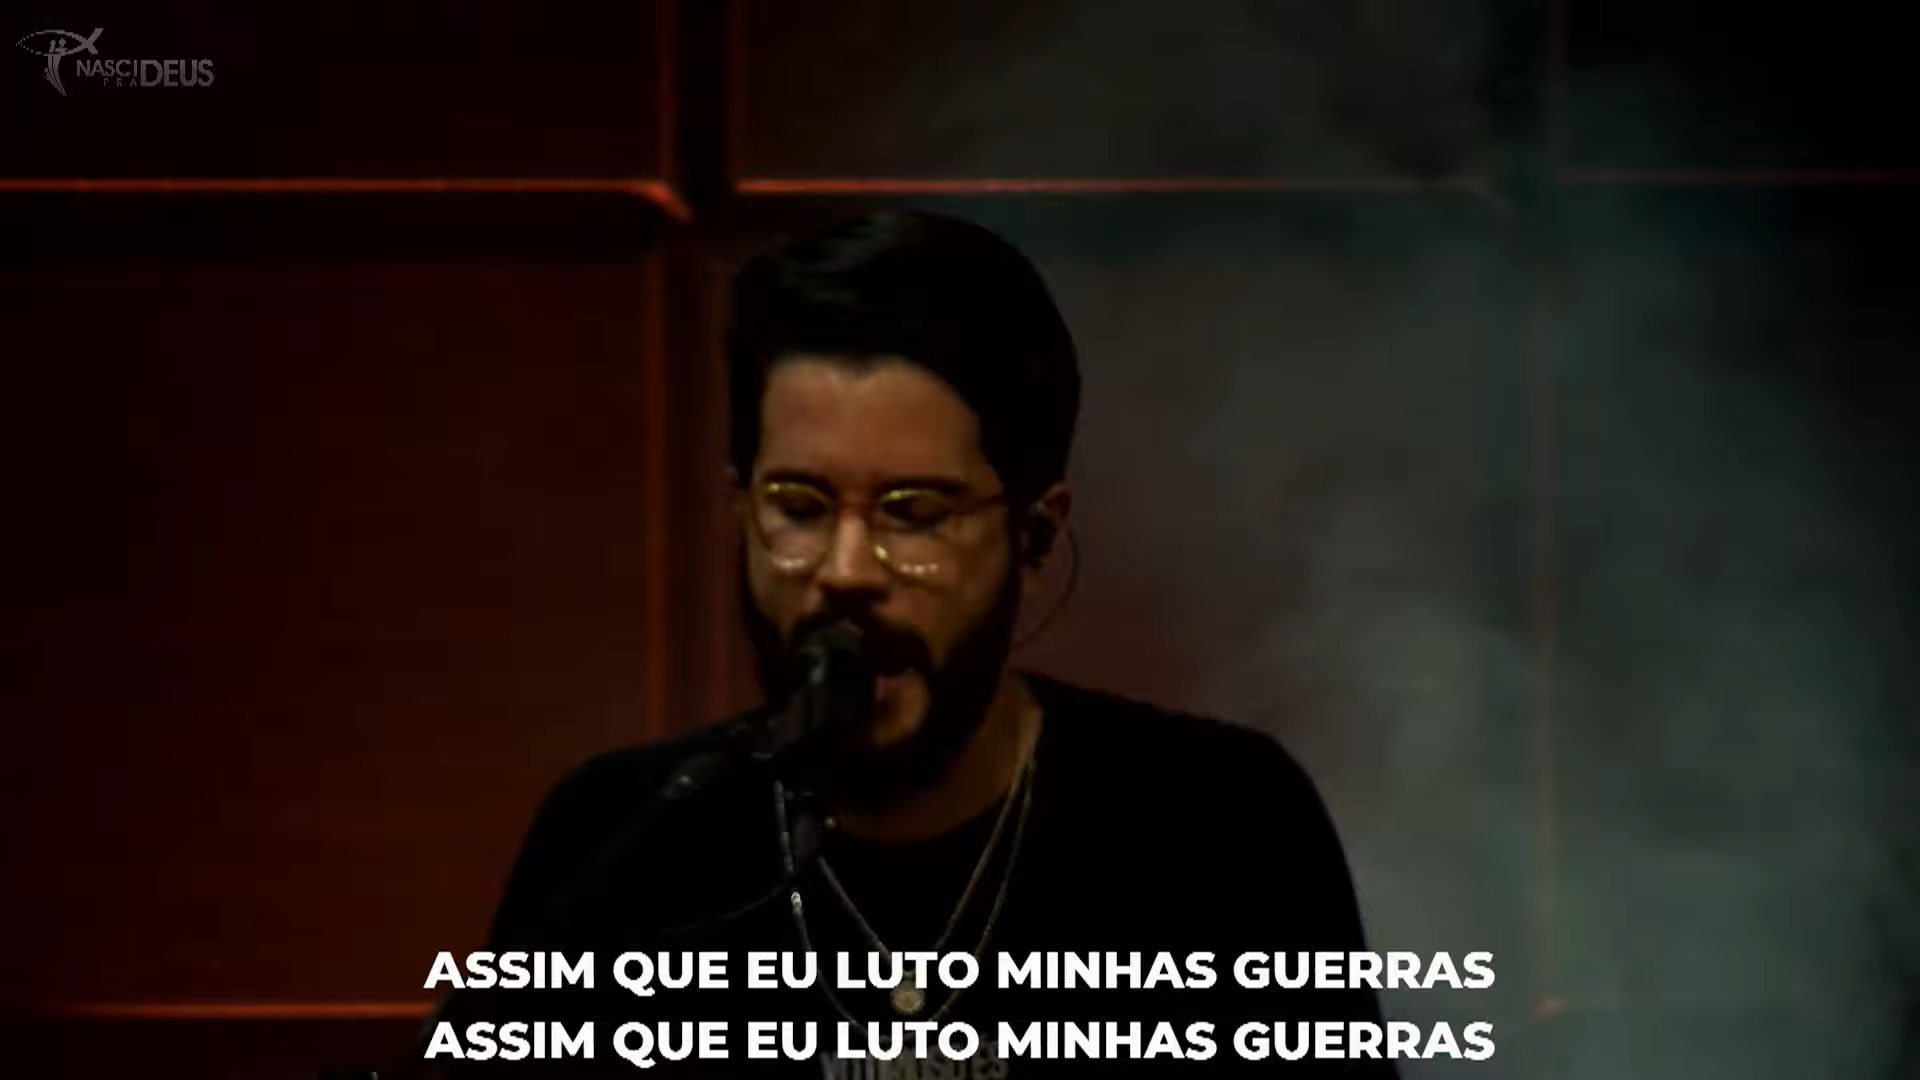 NASCI
PRA DEUS
ASSIM QUE EU LUTO MINHAS GUERRAS
ASSIM QUE EU LUTO MINHAS GUERRAS